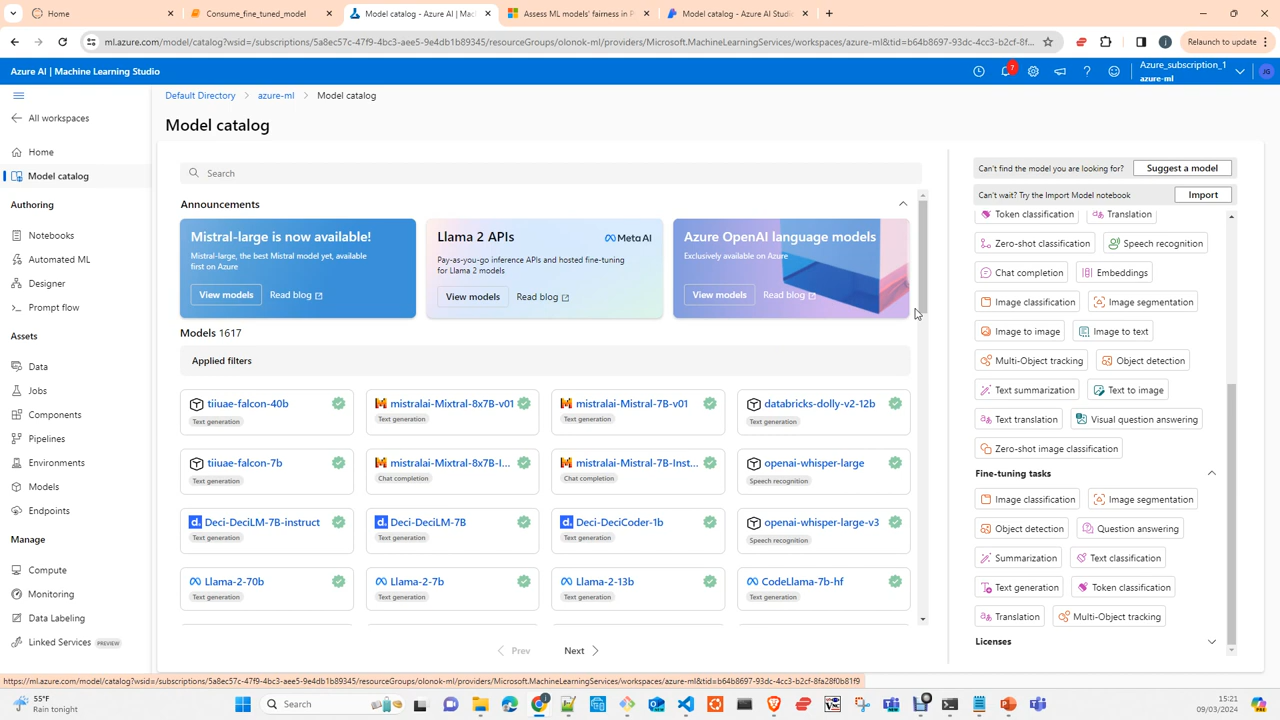 Home
Consume_fine_tuned_model
Model catalog - Azure AI | Mac
Assess ML models' fairness in P
Model catalog - Azure AI Studio
ml.azure.com/model/catalog?wsid=/subscriptions/5a8ec57c-47f9-4bc3-aee5-9e4db1b89345/resourceGroups/olonok-ml/providers/Microsoft.MachineLearningServices/workspaces/azure-ml&tid=b64b8697-93dc-4cc3-b2cf-8f...
Relaunch to update
Azure AI | Machine Learning Studio
7
Azure_subscription_1
azure-ml
JG
All workspaces
Home
Model catalog
Authoring
Notebooks
Automated ML
Designer
Prompt flow
Assets
Data
Jobs
Components
Pipelines
Environments
Models
Endpoints
Manage
Compute
Monitoring
Data Labeling
Linked Services PREVIEW
Default Directory > azure-ml > Model catalog
Model catalog
Search
Announcements
Mistral-large is now available!
Mistral-large, the best Mistral model yet, available
first on Azure
View models Read blog
Llama 2 APIs
Meta AI
Pay-as-you-go inference APIs and hosted fine-tuning
for Llama 2 models
View models Read blog
Azure OpenAI language models
Exclusively available on Azure
View models Read blog
Models 1617
Applied filters
tiiuae-falcon-40b
Text generation
mistralai-Mixtral-8x7B-v01
Text generation
mistralai-Mistral-7B-v01
Text generation
databricks-dolly-v2-12b
Text generation
tiiuae-falcon-7b
Text generation
mistralai-Mixtral-8x7B-I...
Chat completion
mistralai-Mistral-7B-Inst...
Chat completion
openai-whisper-large
Speech recognition
Deci-DeciLM-7B-instruct
Text generation
Deci-DeciLM-7B
Text generation
Deci-DeciCoder-1b
Text generation
openai-whisper-large-v3
Speech recognition
Llama-2-70b
Text generation
Llama-2-7b
Text generation
Llama-2-13b
Text generation
CodeLlama-7b-hf
Text generation
Prev Next
Can't find the model you are looking for? Suggest a model
Can't wait? Try the Import Model notebook Import
Token classification Translation
Zero-shot classification Speech recognition
Chat completion Embeddings
Image classification Image segmentation
Image to image Image to text
Multi-Object tracking Object detection
Text summarization Text to image
Text translation Visual question answering
Zero-shot image classification
Fine-tuning tasks
Image classification Image segmentation
Object detection Question answering
Summarization Text classification
Text generation Token classification
Translation Multi-Object tracking
Licenses
https://ml.azure.com/model/catalog?wsid=/subscriptions/5a8ec57c-47f9-4bc3-aee5-9e4db1b89345/resourceGroups/olonok-ml/providers/Microsoft.MachineLearningServices/workspaces/azure-ml&tid=b64b8697-93dc-4cc3-b2cf-8fa28f0b81f9
55°F
Rain tonight
Search
15:21
09/03/2024